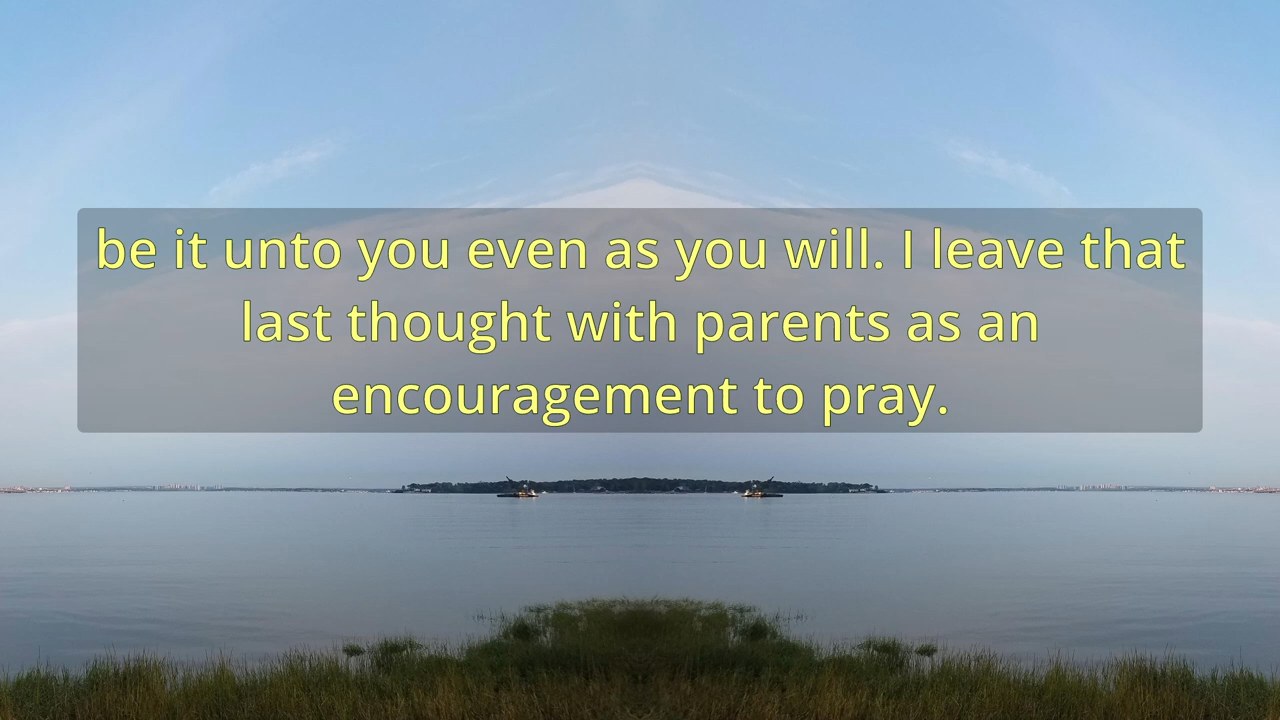 be it unto you even as you will. I leave that
last thought with parents as an
encouragement to pray.